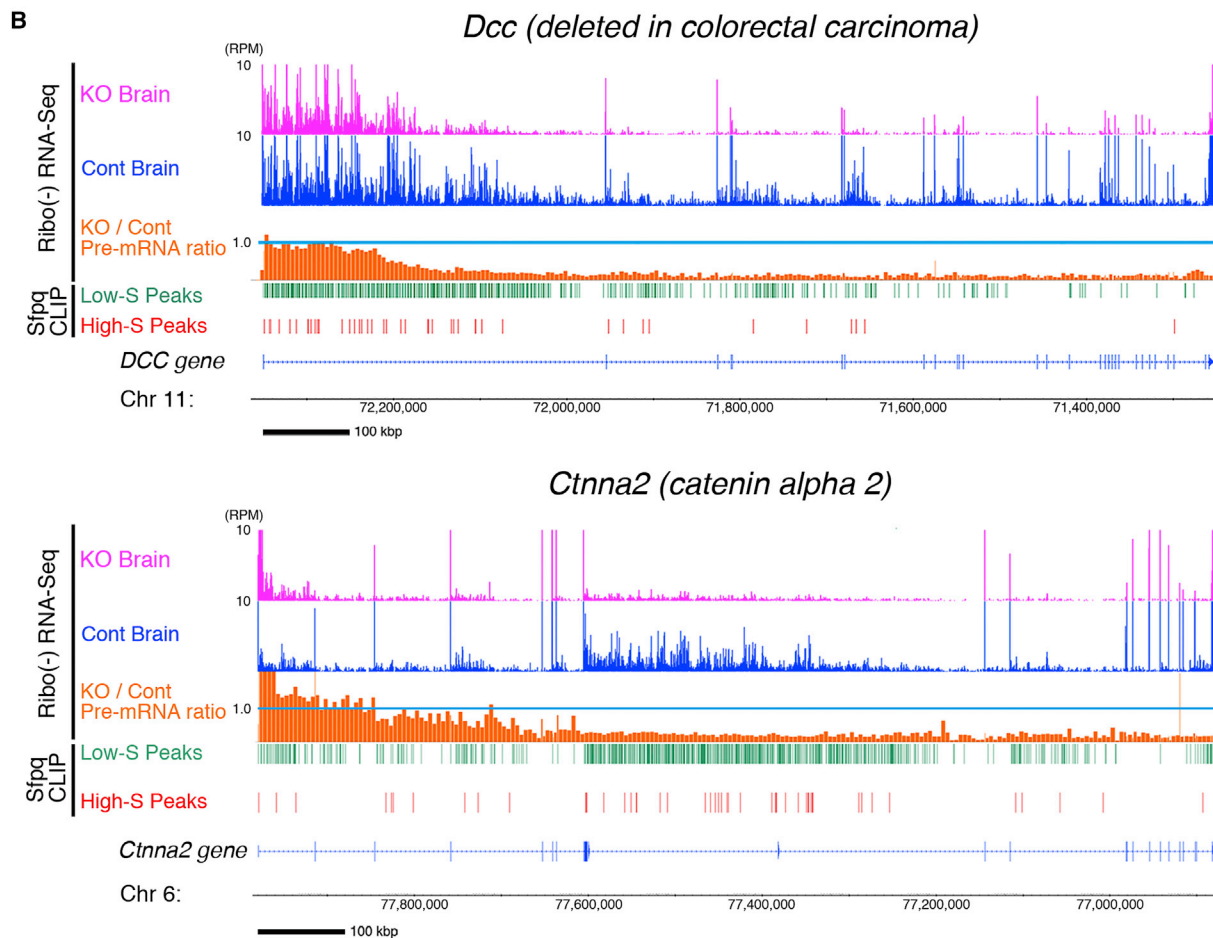 B
Dcc (deleted in colorectal carcinoma)
(RPM)
10
KO Brain
10
Cont Brain
Ribo(-) RNA-Seq
KO / Cont
Pre-mRNA ratio
1.0
Sfpq
CLIP
Low-S Peaks
High-S Peaks
DCC gene
Chr 11:
72,200,000 72,000,000 71,800,000 71,600,000 71,400,000
100 kbp
Ctnna2 (catenin alpha 2)
(RPM)
10
KO Brain
10
Cont Brain
Ribo(-) RNA-Seq
KO / Cont
Pre-mRNA ratio
1.0
Sfpq
CLIP
Low-S Peaks
High-S Peaks
Ctnna2 gene
Chr 6:
77,800,000 77,600,000 77,400,000 77,200,000 77,000,000
100 kbp